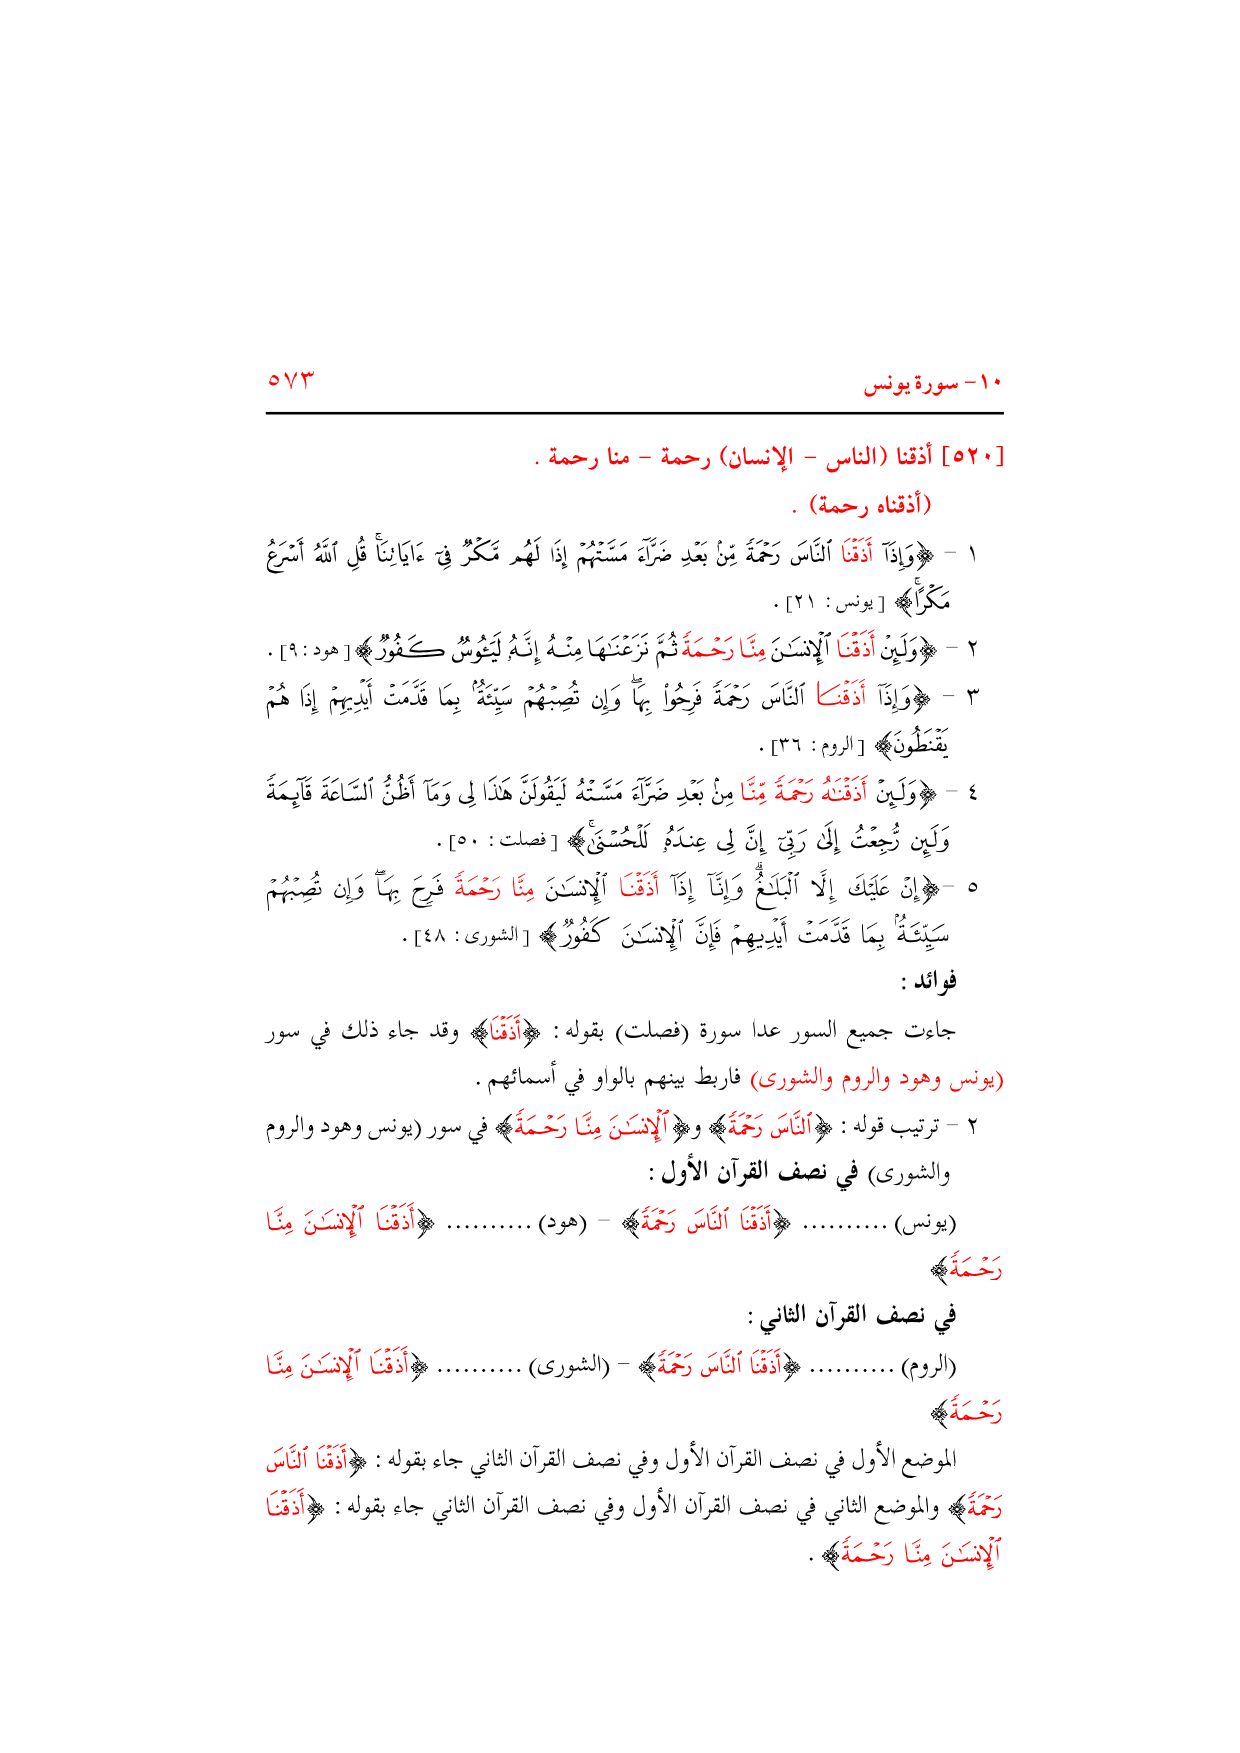 ١٠- سورة يونس ٥٧٣
[٥٢٠] أذقنا (الناس – الإنسان) رحمة – منا رحمة .
(أذقناه رحمة) .
١ – ﴿وَإِذَآ أَذَقْنَا ٱلنَّاسَ رَحْمَةً مِّنۢ بَعْدِ ضَرَّآءَ مَسَّتْهُمْ إِذَا لَهُم مَّكْرٌ فِىٓ ءَايَاتِنَاۚ قُلِ ٱللَّهُ أَسْرَعُ
مَكْرًاۚ﴾ [يونس : ٢١] .
٢ – ﴿وَلَئِنْ أَذَقْنَا ٱلْإِنسَـٰنَ مِنَّا رَحْمَةً ثُمَّ نَزَعْنَـٰهَا مِنْهُ إِنَّهُۥ لَيَـُٔوسٌ كَفُورٌ﴾ [هود : ٩] .
٣ – ﴿وَإِذَآ أَذَقْنَا ٱلنَّاسَ رَحْمَةً فَرِحُوا۟ بِهَاۖ وَإِن تُصِبْهُمْ سَيِّئَةٌۢ بِمَا قَدَّمَتْ أَيْدِيهِمْ إِذَا هُمْ
يَقْنَطُونَ﴾ [الروم : ٣٦] .
٤ – ﴿وَلَئِنْ أَذَقْنَـٰهُ رَحْمَةً مِّنَّا مِنۢ بَعْدِ ضَرَّآءَ مَسَّتْهُ لَيَقُولَنَّ هَـٰذَا لِى وَمَآ أَظُنُّ ٱلسَّاعَةَ قَآئِمَةً
وَلَئِن رُّجِعْتُ إِلَىٰ رَبِّىٓ إِنَّ لِى عِندَهُۥ لَلْحُسْنَىٰۚ﴾ [فصلت : ٥٠] .
٥ –﴿إِنْ عَلَيْكَ إِلَّا ٱلْبَلَـٰغُۗ وَإِنَّآ إِذَآ أَذَقْنَا ٱلْإِنسَـٰنَ مِنَّا رَحْمَةً فَرِحَ بِهَاۖ وَإِن تُصِبْهُمْ
سَيِّئَةٌۢ بِمَا قَدَّمَتْ أَيْدِيهِمْ فَإِنَّ ٱلْإِنسَـٰنَ كَفُورٌ﴾ [الشورى : ٤٨] .
فوائد :
جاءت جميع السور عدا سورة (فصلت) بقوله : ﴿أَذَقْنَا﴾ وقد جاء ذلك في سور
(يونس وهود والروم والشورى) فاربط بينهم بالواو في أسمائهم .
٢ – ترتيب قوله : ﴿ٱلنَّاسَ رَحْمَةً﴾ و﴿ٱلْإِنسَـٰنَ مِنَّا رَحْمَةً﴾ في سور (يونس وهود والروم
والشورى) في نصف القرآن الأول :
(يونس) .......... ﴿أَذَقْنَا ٱلنَّاسَ رَحْمَةً﴾ – (هود) .......... ﴿أَذَقْنَا ٱلْإِنسَـٰنَ مِنَّا
رَحْمَةً﴾
في نصف القرآن الثاني :
(الروم) .......... ﴿أَذَقْنَا ٱلنَّاسَ رَحْمَةً﴾ – (الشورى) .......... ﴿أَذَقْنَا ٱلْإِنسَـٰنَ مِنَّا
رَحْمَةً﴾
الموضع الأول في نصف القرآن الأول وفي نصف القرآن الثاني جاء بقوله : ﴿أَذَقْنَا ٱلنَّاسَ
رَحْمَةً﴾ والموضع الثاني في نصف القرآن الأول وفي نصف القرآن الثاني جاء بقوله : ﴿أَذَقْنَا
ٱلْإِنسَـٰنَ مِنَّا رَحْمَةً﴾ .